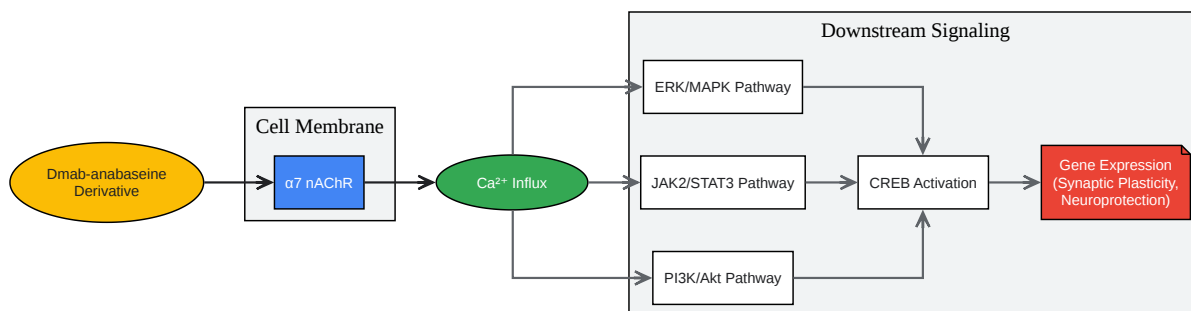 Downstream Signaling
ERK/MAPK Pathway
Cell Membrane
Dmab-anabaseine
Derivative
α7 nAChR
Ca²⁺ Influx
JAK2/STAT3 Pathway
CREB Activation
Gene Expression
(Synaptic Plasticity,
Neuroprotection)
PI3K/Akt Pathway